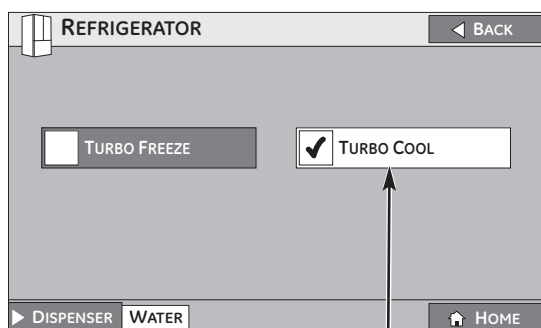 REFRIGERATOR
BACK
TURBO FREEZE
TURBO COOL
DISPENSER WATER
HOME